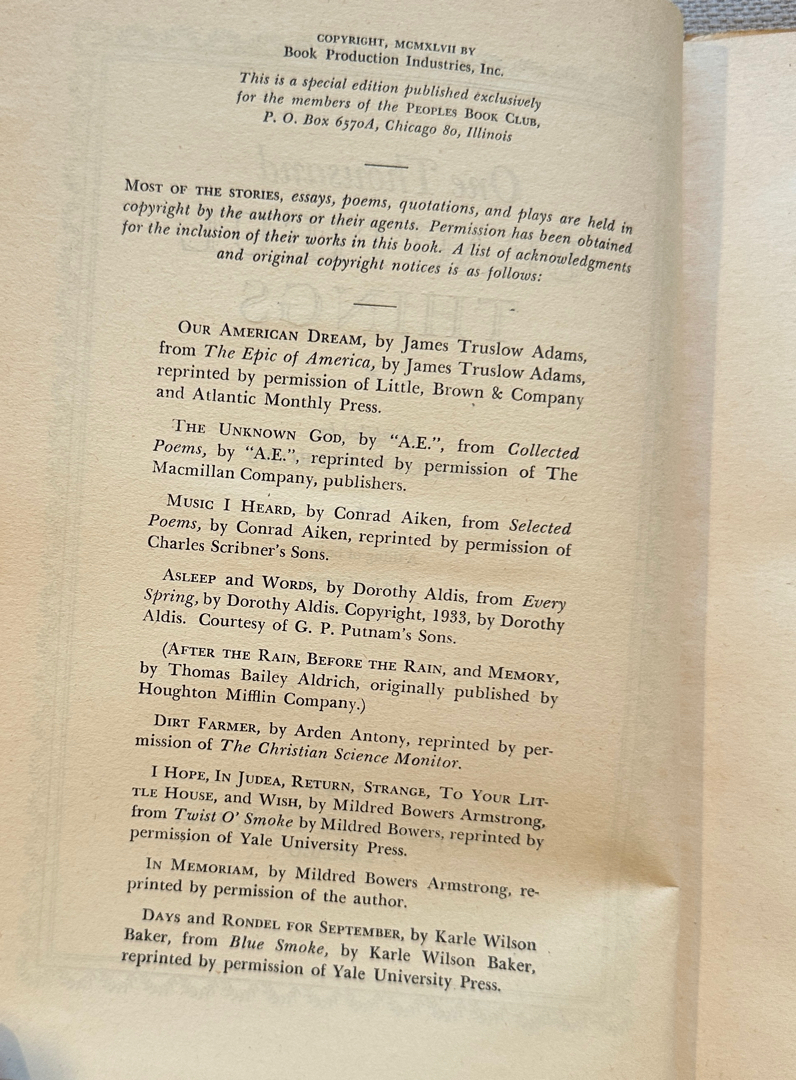 COPYRIGHT, MCMXLVII BY
Book Production Industries, Inc.
This is a special edition published exclusively
for the members of the PEOPLES BOOK CLUB,
P. O. Box 6570A, Chicago 80, Illinois
MOST OF THE STORIES, essays, poems, quotations, and plays are held in
copyright by the authors or their agents. Permission has been obtained
for the inclusion of their works in this book. A list of acknowledgments
and original copyright notices is as follows:
OUR AMERICAN DREAM, by James Truslow Adams,
from The Epic of America, by James Truslow Adams,
reprinted by permission of Little, Brown & Company
and Atlantic Monthly Press.
THE UNKNOWN GOD, by "A.E.", from Collected
Poems, by "A.E.", reprinted by permission of The
Macmillan Company, publishers.
MUSIC I HEARD, by Conrad Aiken, from Selected
Poems, by Conrad Aiken, reprinted by permission of
Charles Scribner's Sons.
ASLEEP and WORDS, by Dorothy Aldis, from Every
Spring, by Dorothy Aldis. Copyright, 1933, by Dorothy
Aldis. Courtesy of G. P. Putnam's Sons.
(AFTER THE RAIN, BEFORE THE RAIN, and MEMORY,
by Thomas Bailey Aldrich, originally published by
Houghton Mifflin Company.)
DIRT FARMER, by Arden Antony, reprinted by per-
mission of The Christian Science Monitor.
I HOPE, IN JUDEA, RETURN, STRANGE, TO YOUR LIT-
TLE HOUSE, and WISH, by Mildred Bowers Armstrong,
from Twist O' Smoke by Mildred Bowers, reprinted by
permission of Yale University Press.
IN MEMORIAM, by Mildred Bowers Armstrong, re-
printed by permission of the author.
DAYS and RONDEL FOR SEPTEMBER, by Karle Wilson
Baker, from Blue Smoke, by Karle Wilson Baker,
reprinted by permission of Yale University Press.